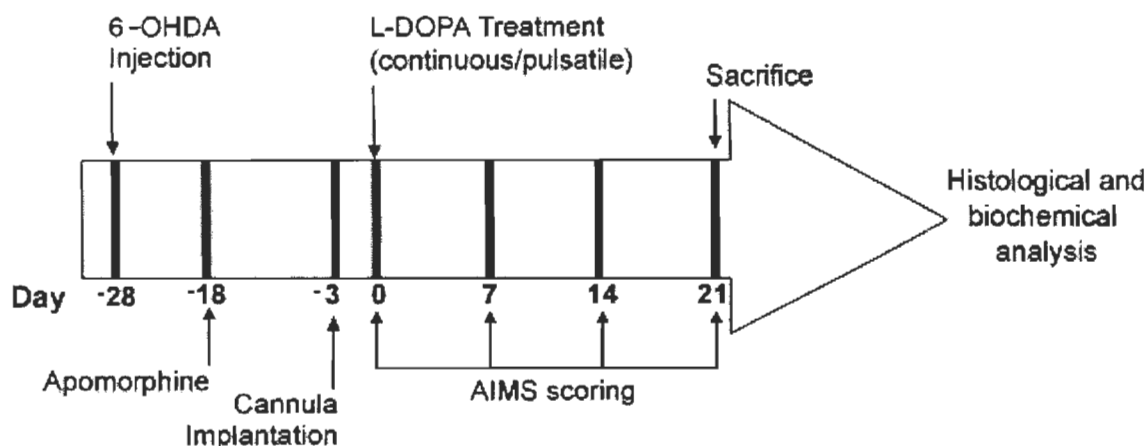 6-OHDA
Injection
L-DOPA Treatment
(continuous/pulsatile)
Sacrifice
Histological and
biochemical
analysis
Day -28 -18 -3 0 7 14 21
Apomorphine
Cannula
Implantation
AIMS scoring